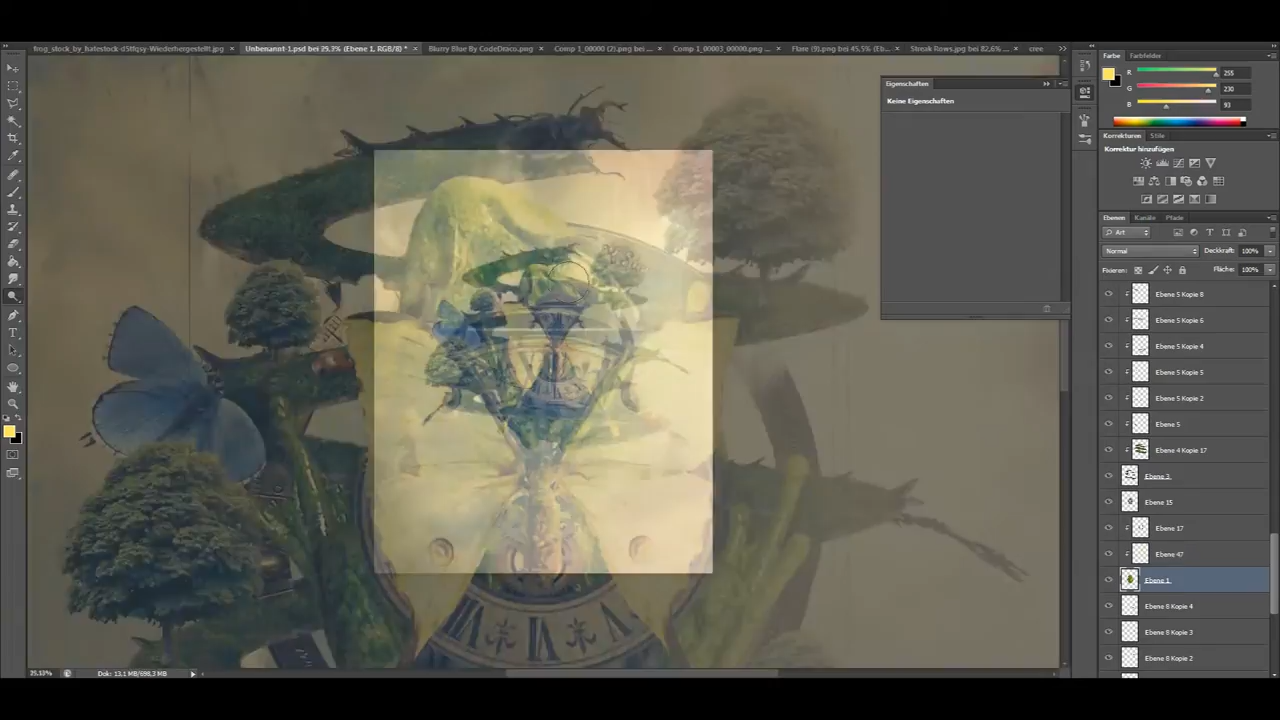 frog_stock_by_hatestock-d5tfqsy-Wiederhergestellt.jpg
Unbenannt-1.psd bei 29,3% (Ebene 1, RGB/8) *
Blurry Blue By CodeDraco.png
Comp 1_00000 (2).png bei ...
Comp 1_00003_00000.png
Flare (9).png bei 45,5% (Eb...
Streak Rows.jpg bei 82,6% ...
cree
Farbe
Farbfelder
R 255
G 230
B 93
Eigenschaften
Keine Eigenschaften
Korrekturen
Stile
Korrektur hinzufügen
Ebenen
Kanäle
Pfade
Art
Normal
Deckkraft: 100%
Fixieren:
Fläche: 100%
Ebene 5 Kopie 8
Ebene 5 Kopie 6
Ebene 5 Kopie 4
Ebene 5 Kopie 5
Ebene 5 Kopie 2
Ebene 5
Ebene 4 Kopie 17
Ebene 3
Ebene 15
Ebene 17
Ebene 47
Ebene 1
Ebene 8 Kopie 4
Ebene 8 Kopie 3
Ebene 8 Kopie 2
Dok: 13,1 MB/698,3 MB